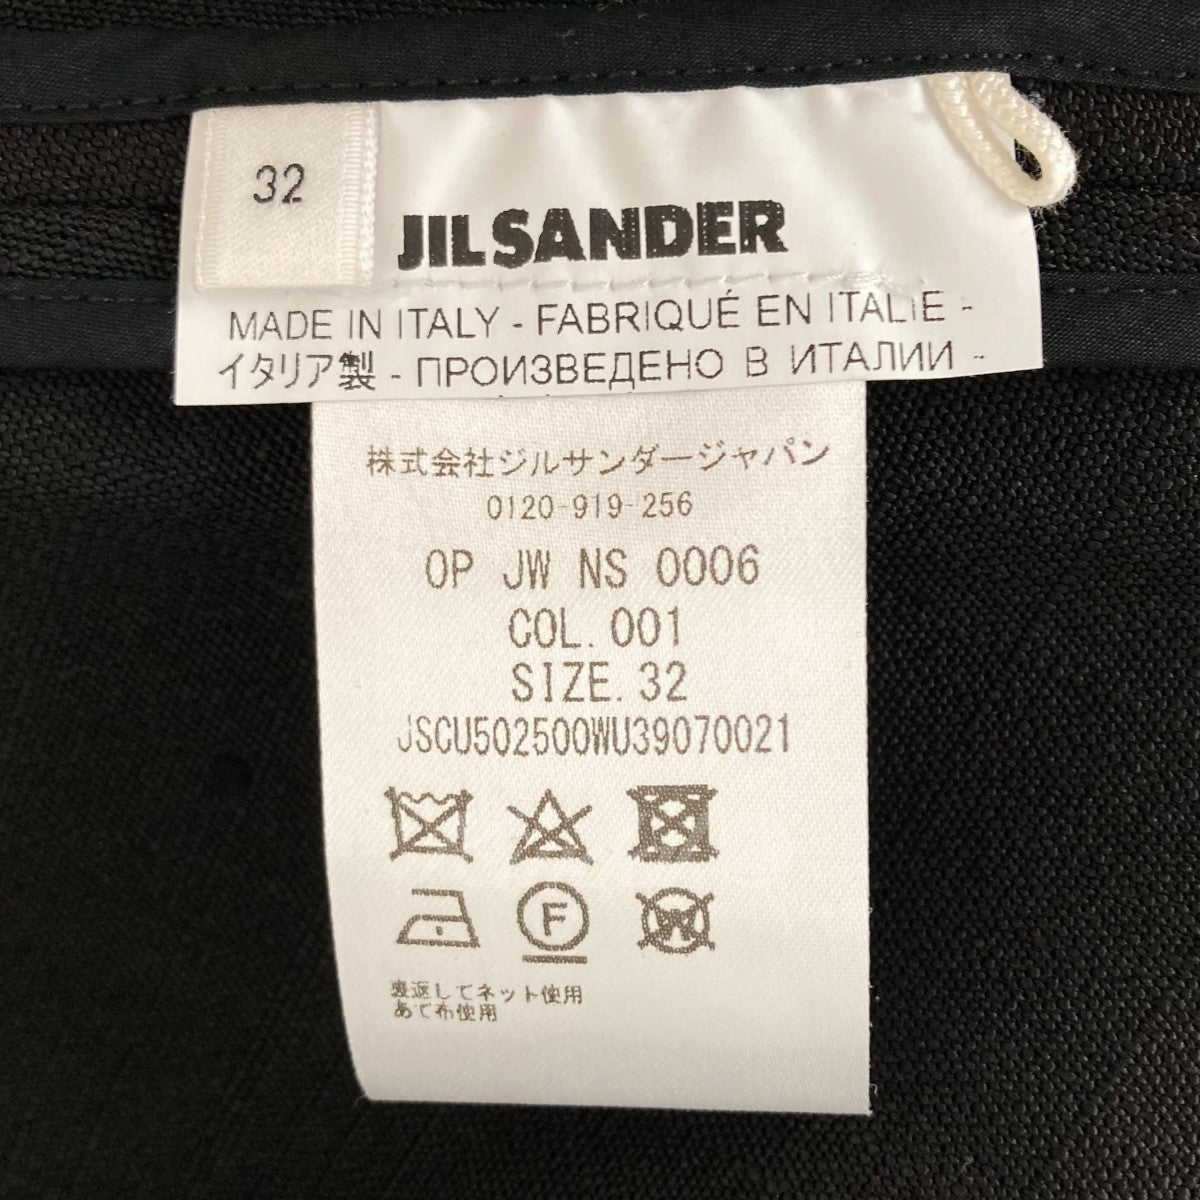 32
JIL SANDER
MADE IN ITALY - FABRIQUÉ EN ITALIE -
イタリア製 - ПРОИЗВЕДЕНО В ИТАЛИИ -
株式会社ジルサンダージャパン
0120-919-256
OP JW NS 0006
COL. 001
SIZE. 32
JSCU502500WU39070021
F
W
裏返してネット使用
あて布使用